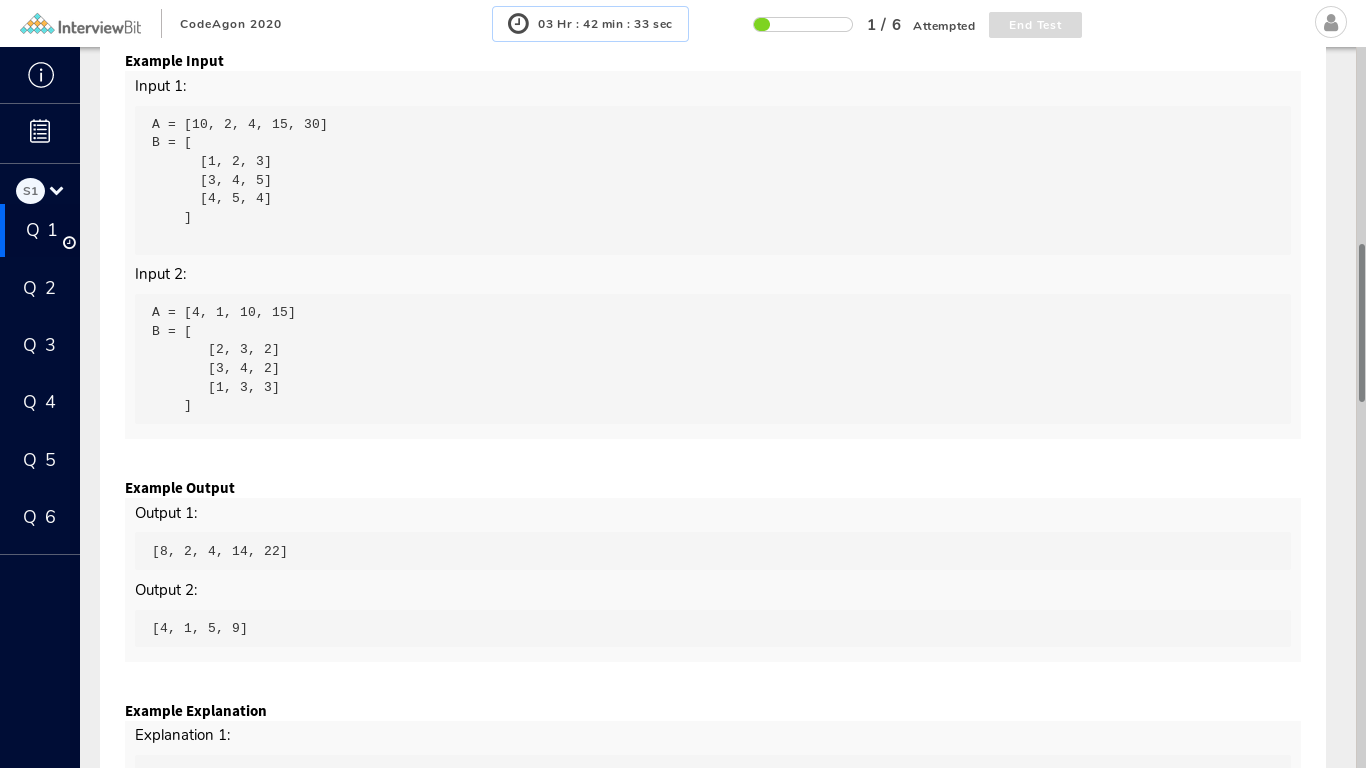 InterviewBit
CodeAgon 2020
03 Hr : 42 min : 33 sec
1 / 6 Attempted
End Test
S1
Q 1
Q 2
Q 3
Q 4
Q 5
Q 6
Example Input
Input 1:
A = [10, 2, 4, 15, 30]
B = [
[1, 2, 3]
[3, 4, 5]
[4, 5, 4]
]
Input 2:
A = [4, 1, 10, 15]
B = [
[2, 3, 2]
[3, 4, 2]
[1, 3, 3]
]
Example Output
Output 1:
[8, 2, 4, 14, 22]
Output 2:
[4, 1, 5, 9]
Example Explanation
Explanation 1: